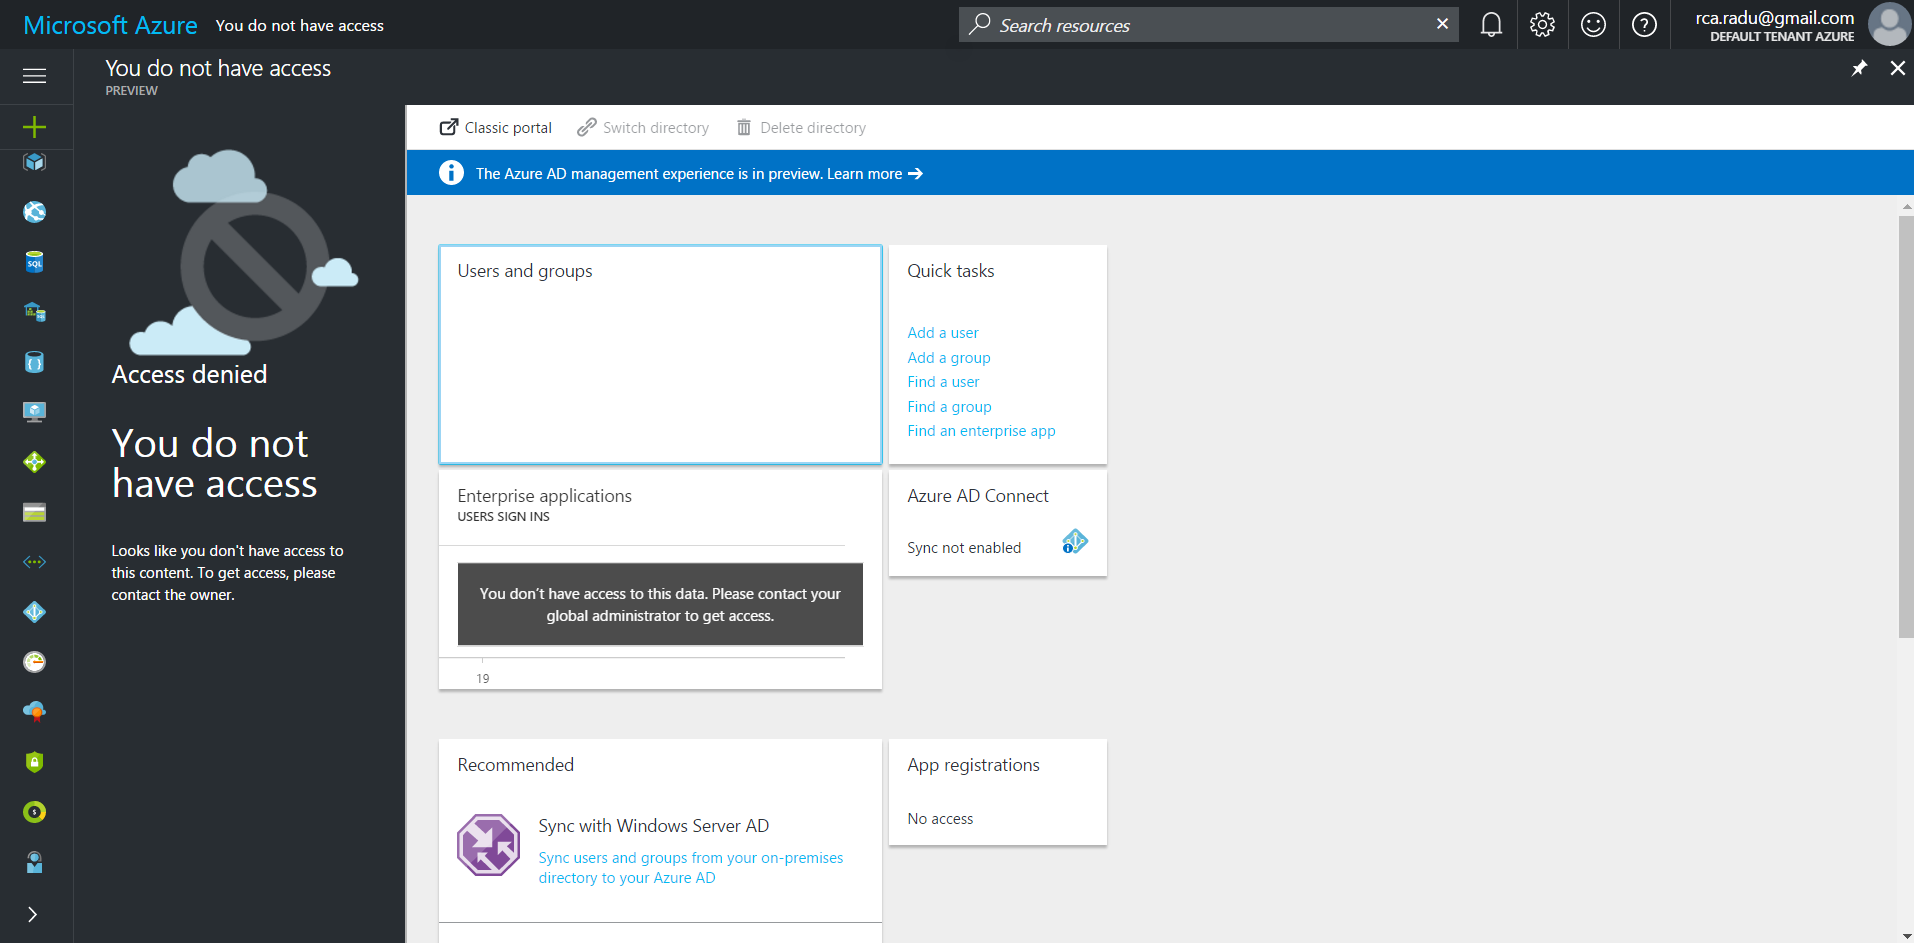 Microsoft Azure You do not have access
Search resources
rca.radu@gmail.com
DEFAULT TENANT AZURE
You do not have access
PREVIEW
Classic portal Switch directory Delete directory
The Azure AD management experience is in preview. Learn more →
SQL
Access denied
You do not
have access
Looks like you don't have access to
this content. To get access, please
contact the owner.
Users and groups
Quick tasks
Add a user
Add a group
Find a user
Find a group
Find an enterprise app
Enterprise applications
USERS SIGN INS
You don't have access to this data. Please contact your
global administrator to get access.
19
Azure AD Connect
Sync not enabled
Recommended
Sync with Windows Server AD
Sync users and groups from your on-premises
directory to your Azure AD
App registrations
No access